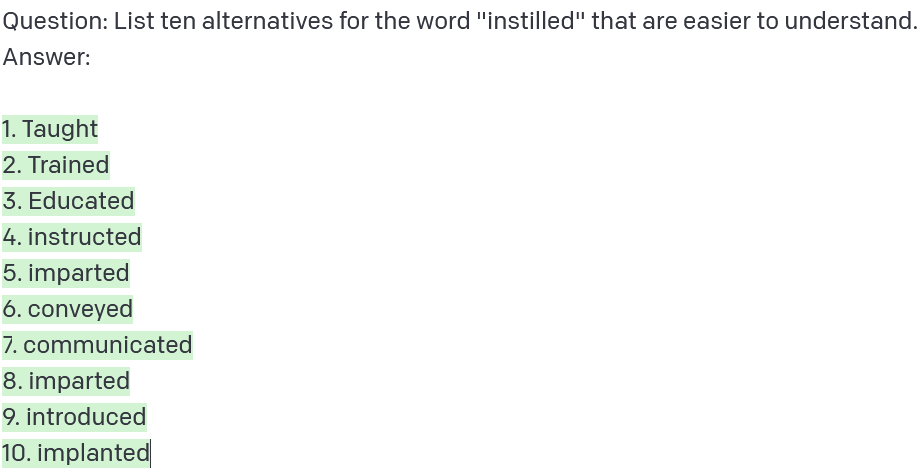 Question: List ten alternatives for the word "instilled" that are easier to understand.
Answer:
1. Taught
2. Trained
3. Educated
4. instructed
5. imparted
6. conveyed
7. communicated
8. imparted
9. introduced
10. implanted